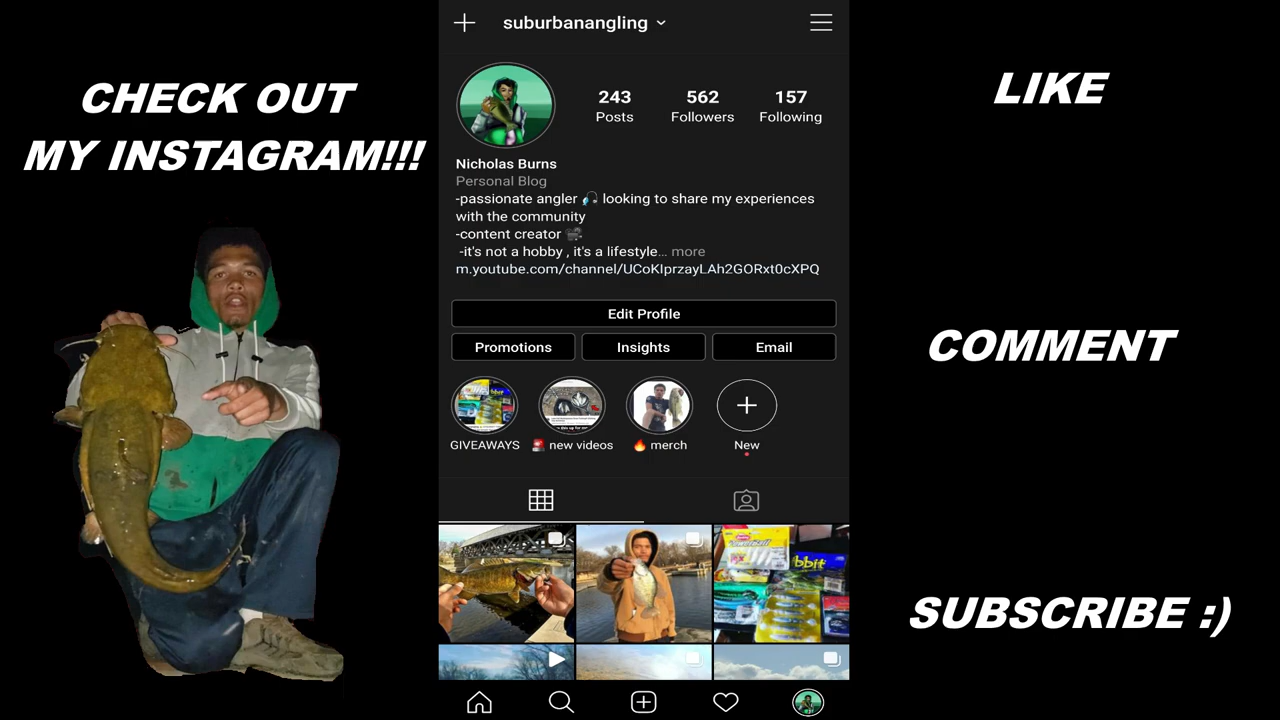 CHECK OUT
MY INSTAGRAM!!!
suburbanangling
243
Posts
562
Followers
157
Following
Nicholas Burns
Personal Blog
-passionate angler 🎣 looking to share my experiences
with the community
-content creator 📽
-it's not a hobby , it's a lifestyle... more
m.youtube.com/channel/UCoKIprzayLAh2GORxt0cXPQ
Edit Profile
Promotions
Insights
Email
GIVEAWAYS
🚨 new videos
🔥 merch
New
bbit
LIKE
COMMENT
SUBSCRIBE :)